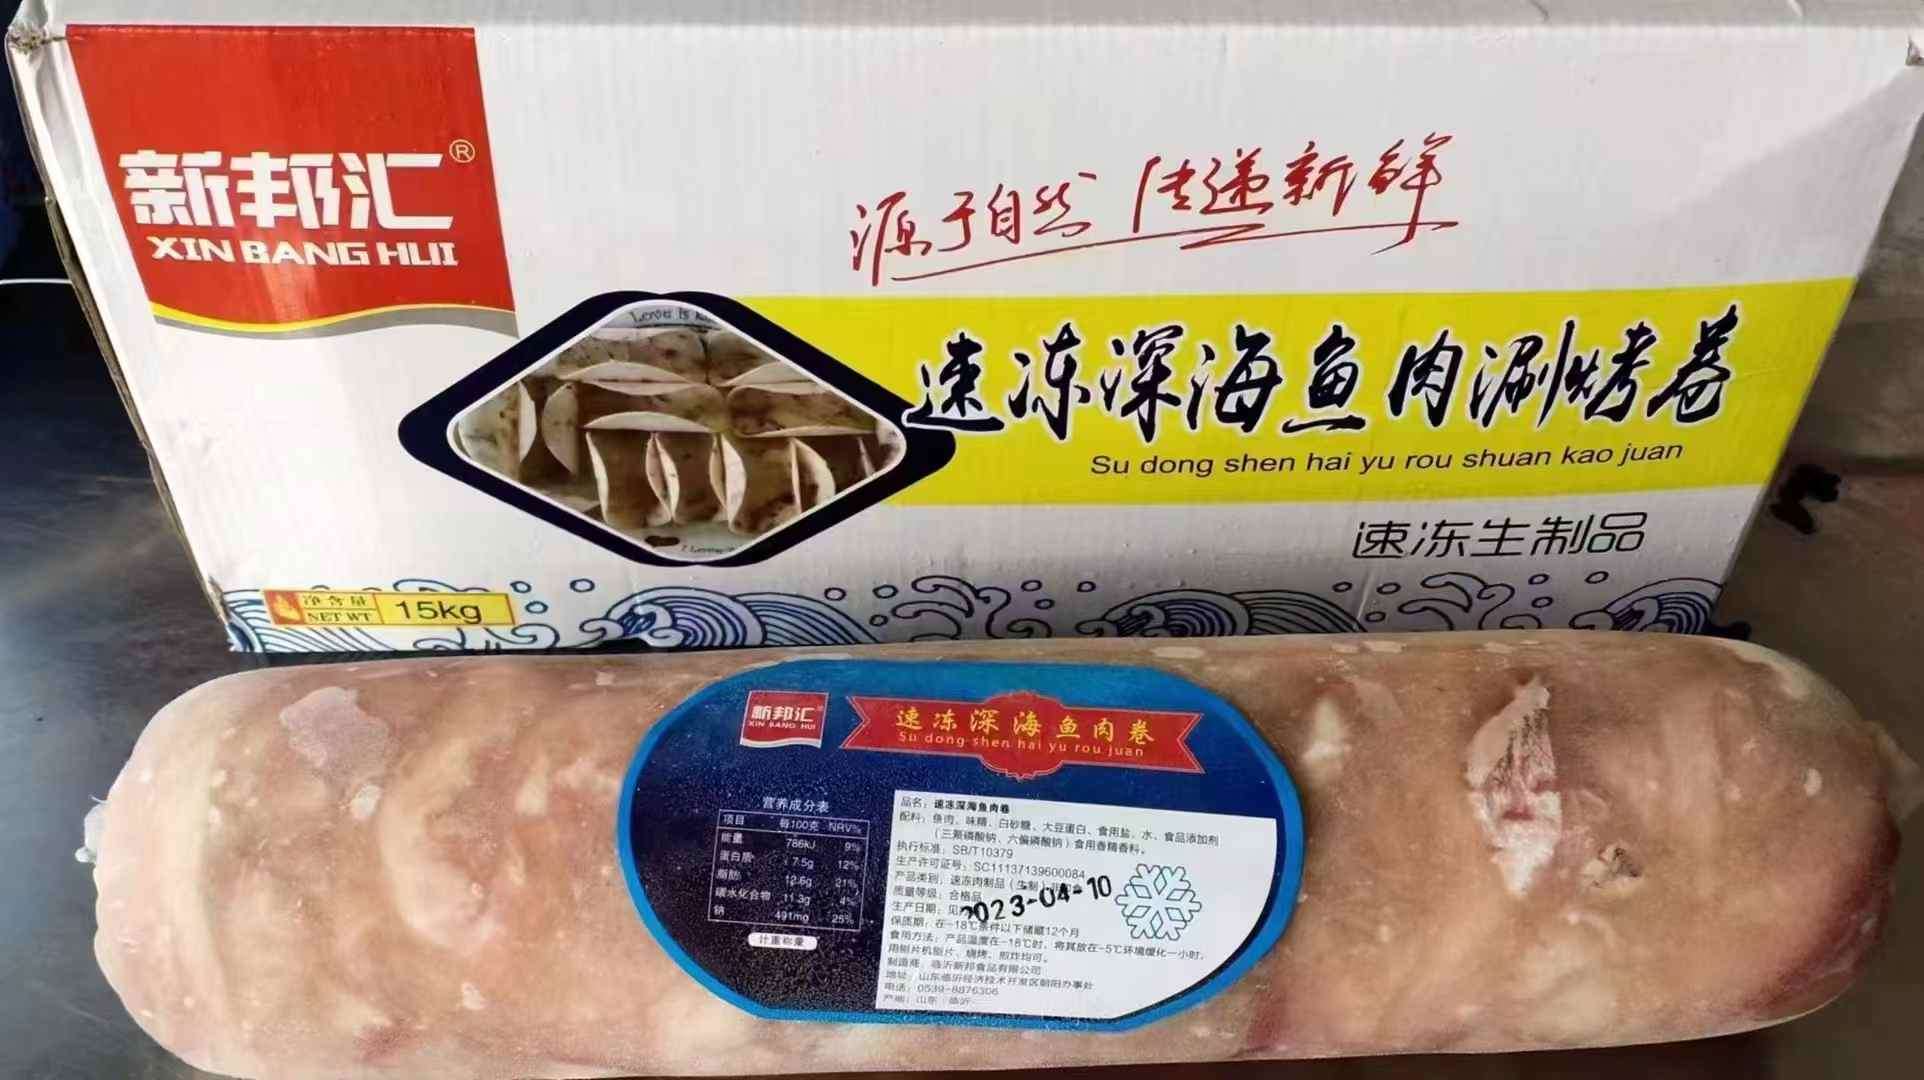 新邦汇®
XIN BANG HUI
源于自然 传递新鲜
速冻深海鱼肉涮烤卷
Su dong shen hai yu rou shuan kao juan
速冻生制品
净含量
NET WT
15kg
新邦汇
XIN BANG HUI
速冻深海鱼肉卷
Su dong shen hai yu rou juan
营养成分表
项目 每100克 NRV%
能量 786kJ 9%
蛋白质 7.5g 12%
脂肪 12.6g 21%
碳水化合物 11.3g 4%
钠 491mg 25%
计重称量
品名：速冻深海鱼肉卷
配料：鱼肉、味精、白砂糖、大豆蛋白、食用盐、水、食品添加剂
（三聚磷酸钠、六偏磷酸钠）食用香精香料。
执行标准：SB/T10379
生产许可证号：SC11137139600084
产品类别：速冻肉制品（生制）
质量等级：合格品
生产日期：见
2023-04-10
保质期：在-18℃条件以下储藏12个月
食用方法：产品温度在-18℃时，将其放在-5℃环境缓化一小时，
用刨片机刨片、烧烤、煎炸均可。
制造商：临沂新邦食品有限公司
地址：山东临沂经济技术开发区朝阳办事处
电话：0539-8876306
产地：山东 临沂